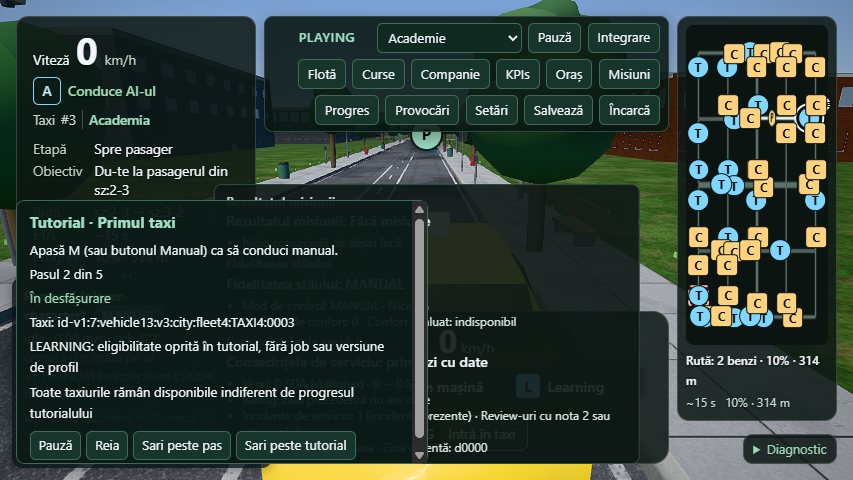 Viteză 0 km/h
A Conduce AI-ul
Taxi #3 Academia
Etapă Spre pasager
Obiectiv Du-te la pasagerul din
sz:2-3
PLAYING Academie Pauză Integrare
Flotă Curse Companie KPIs Oraș Misiuni
Progres Provocări Setări Salvează Încarcă
P
Rezultatul misiunii: Fără
Fidelitatea stilului: MANUAL
Tutorial · Primul taxi
Apasă M (sau butonul Manual) ca să conduci manual.
Pasul 2 din 5
În desfășurare
Taxi: id-v1:7:vehicle13:v3:city:fleet4:TAXI4:0003
LEARNING: eligibilitate oprită în tutorial, fără job sau versiune
de profil
Toate taxiurile rămân disponibile indiferent de progresul
tutorialului
Pauză Reia Sari peste pas Sari peste tutorial
aluat: indisponibil
0 km/h
zi cu date
L Learning
prezente) · Review-uri cu nota 2 sau
Intră în taxi
entă: d0000
Rută: 2 benzi · 10% · 314
m
~15 s 10% · 314 m
Diagnostic